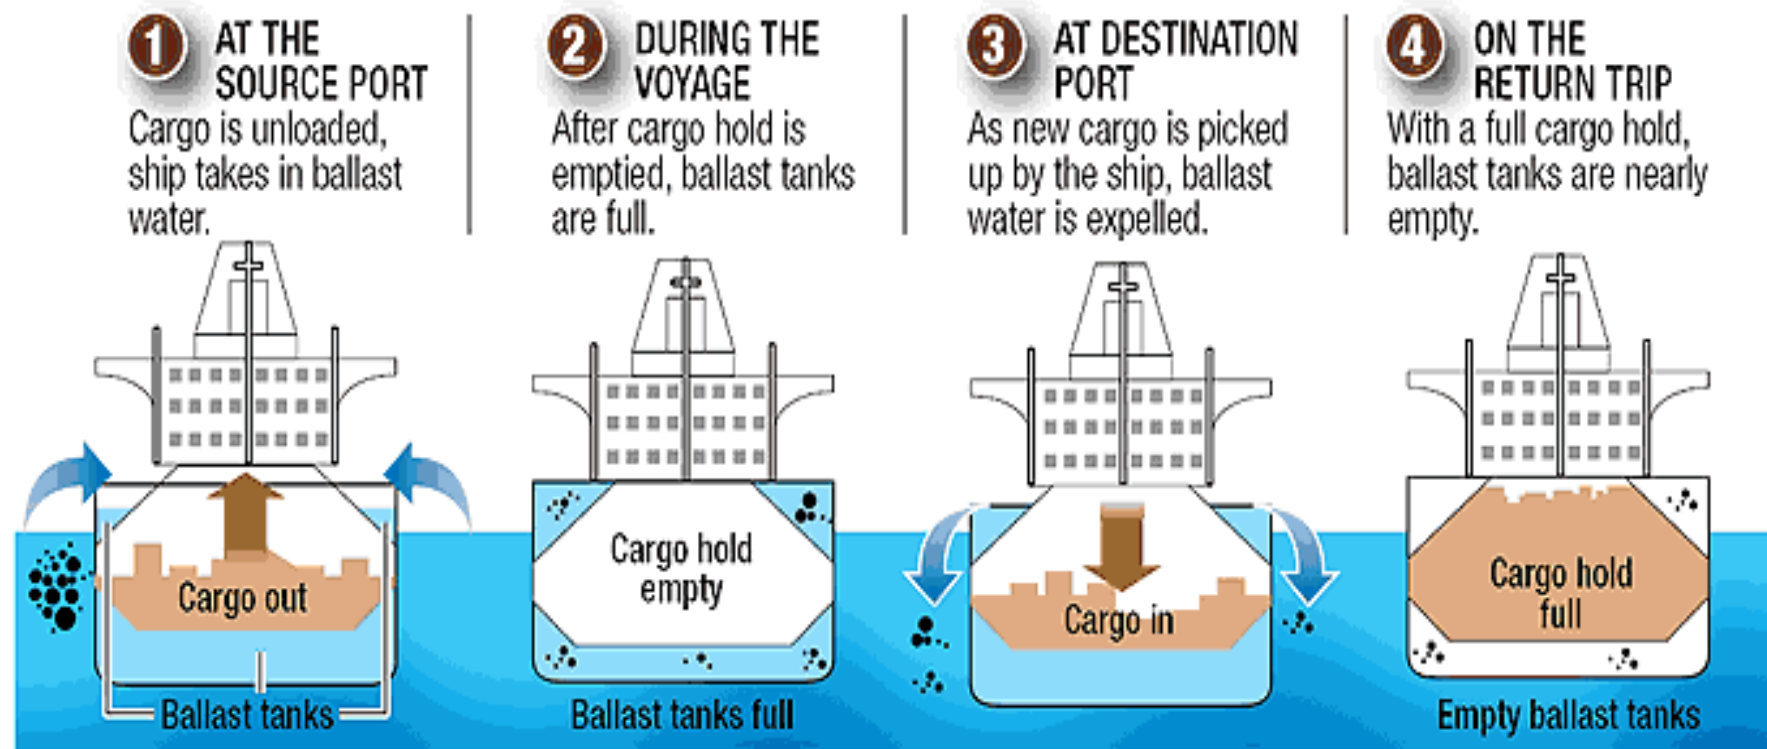 1 AT THE
SOURCE PORT
Cargo is unloaded,
ship takes in ballast
water.
Cargo out
Ballast tanks
2 DURING THE
VOYAGE
After cargo hold is
emptied, ballast tanks
are full.
Cargo hold
empty
Ballast tanks full
3 AT DESTINATION
PORT
As new cargo is picked
up by the ship, ballast
water is expelled.
Cargo in
4 ON THE
RETURN TRIP
With a full cargo hold,
ballast tanks are nearly
empty.
Cargo hold
full
Empty ballast tanks